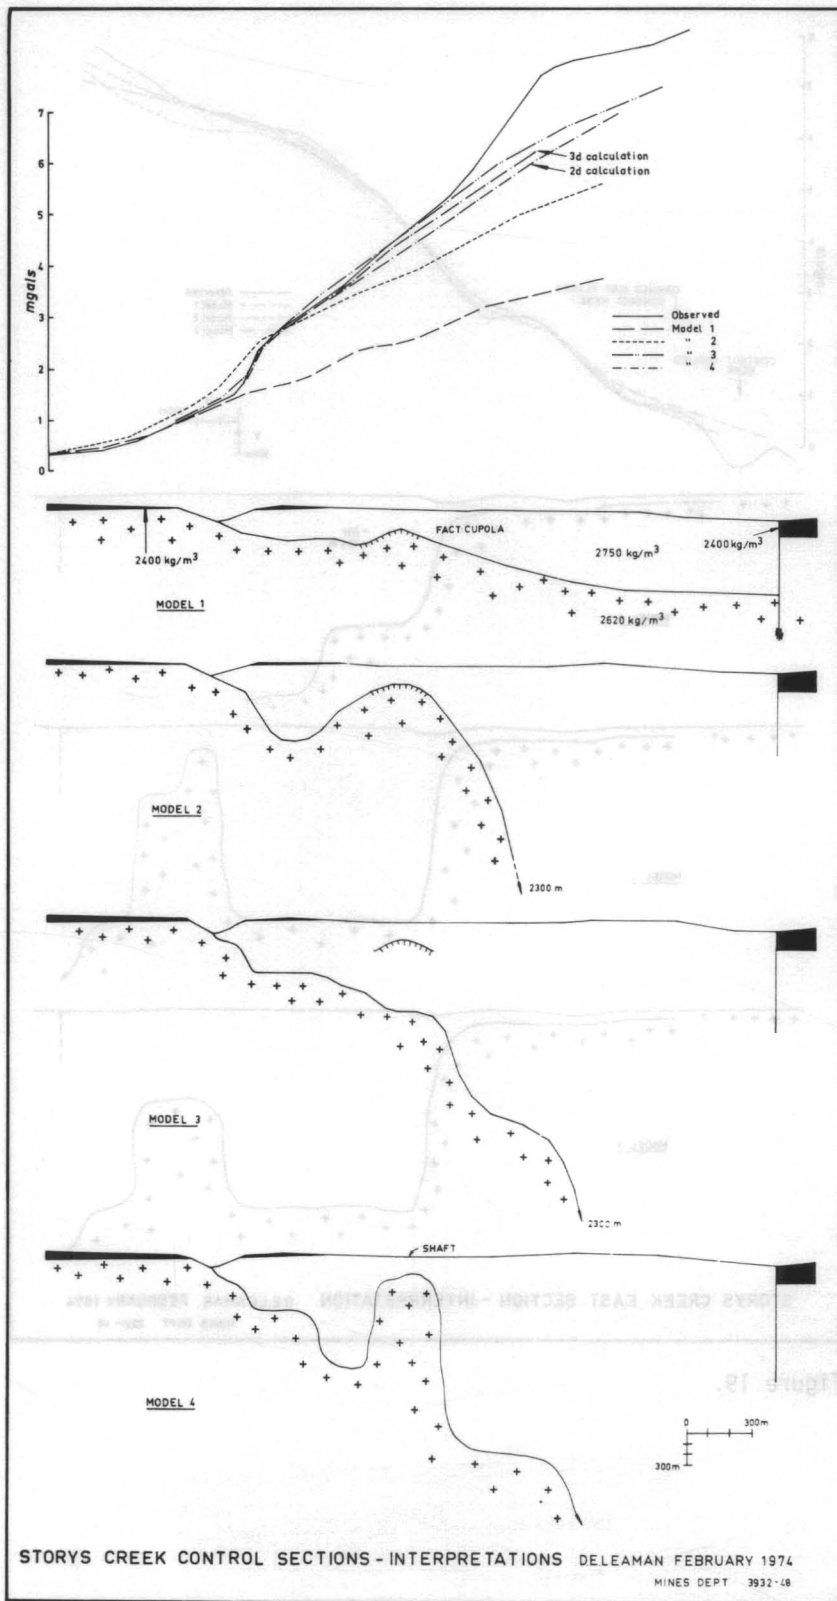 7
6
5
4
3
2
1
0
mgals
3d calculation
2d calculation
Observed
Model 1
" 2
" 3
" 4
FACT: CUPOLA
2400 kg/m3
2750 kg/m3
2400 kg/m3
MODEL 1
2620 kg/m3
MODEL 2
2300 m
MODEL 3
2300 m
SHAFT
MODEL 4
0 300m
300m
STORYS CREEK CONTROL SECTIONS - INTERPRETATIONS D.E.LEAMAN FEBRUARY 1974
MINES DEPT 3932-48